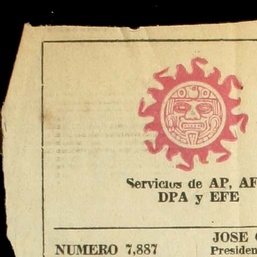 Servicios de AP, AF
DPA y EFE
JOSE
NUMERO 7,887
Presiden